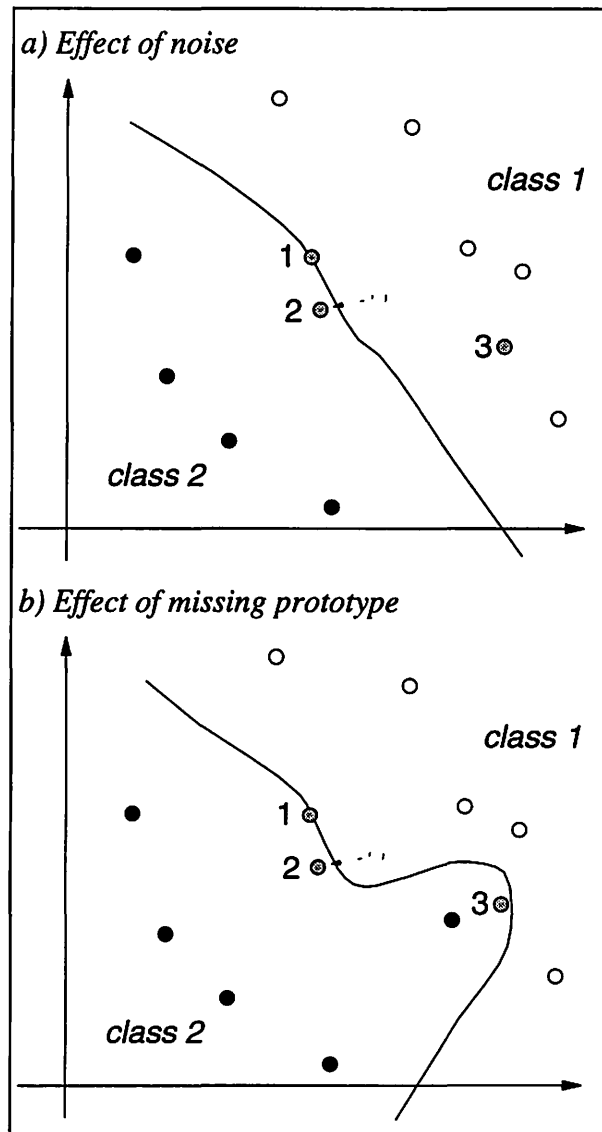 a) Effect of noise
class 1
1
2
3
class 2
b) Effect of missing prototype
class 1
1
2
3
class 2